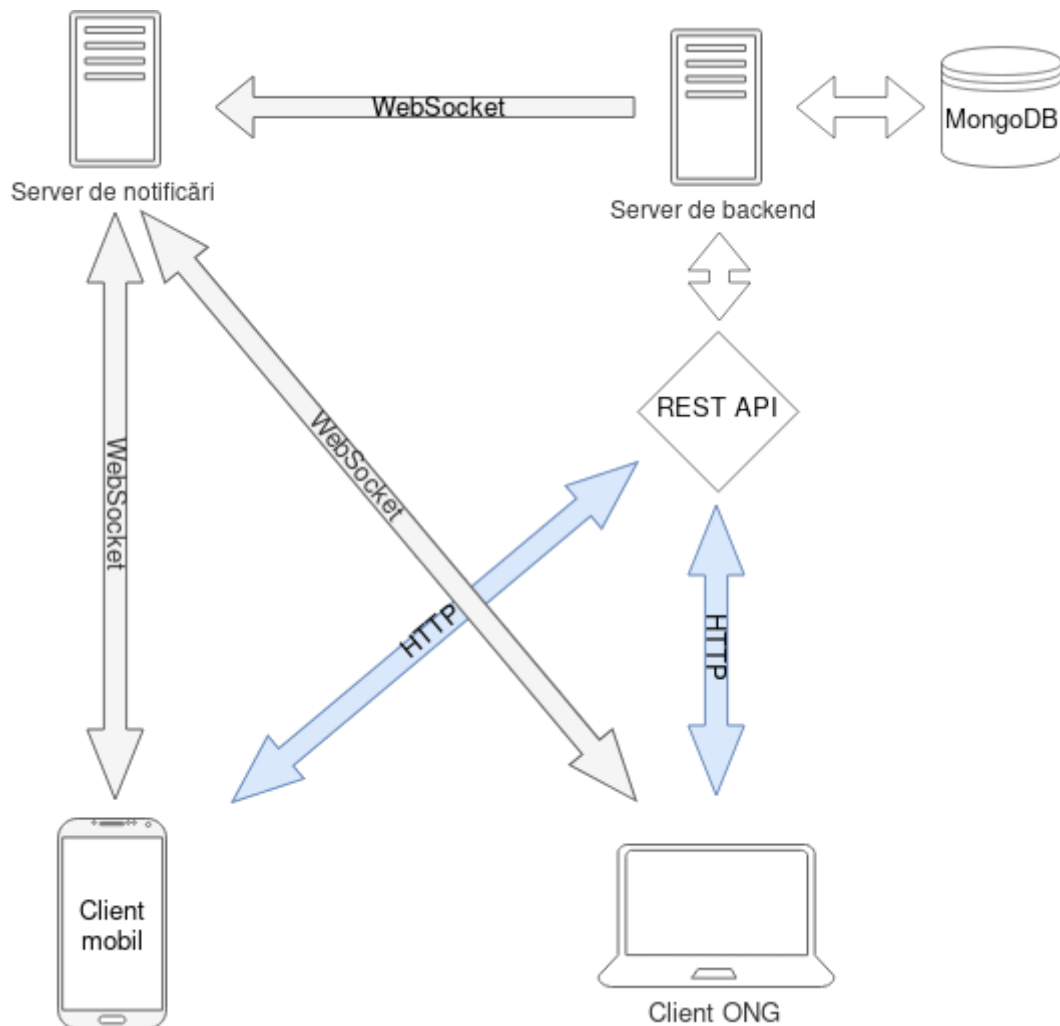 WebSocket
MongoDB
Server de notificări
Server de backend
REST API
WebSocket
WebSocket
HTTP
HTTP
Client
mobil
Client ONG